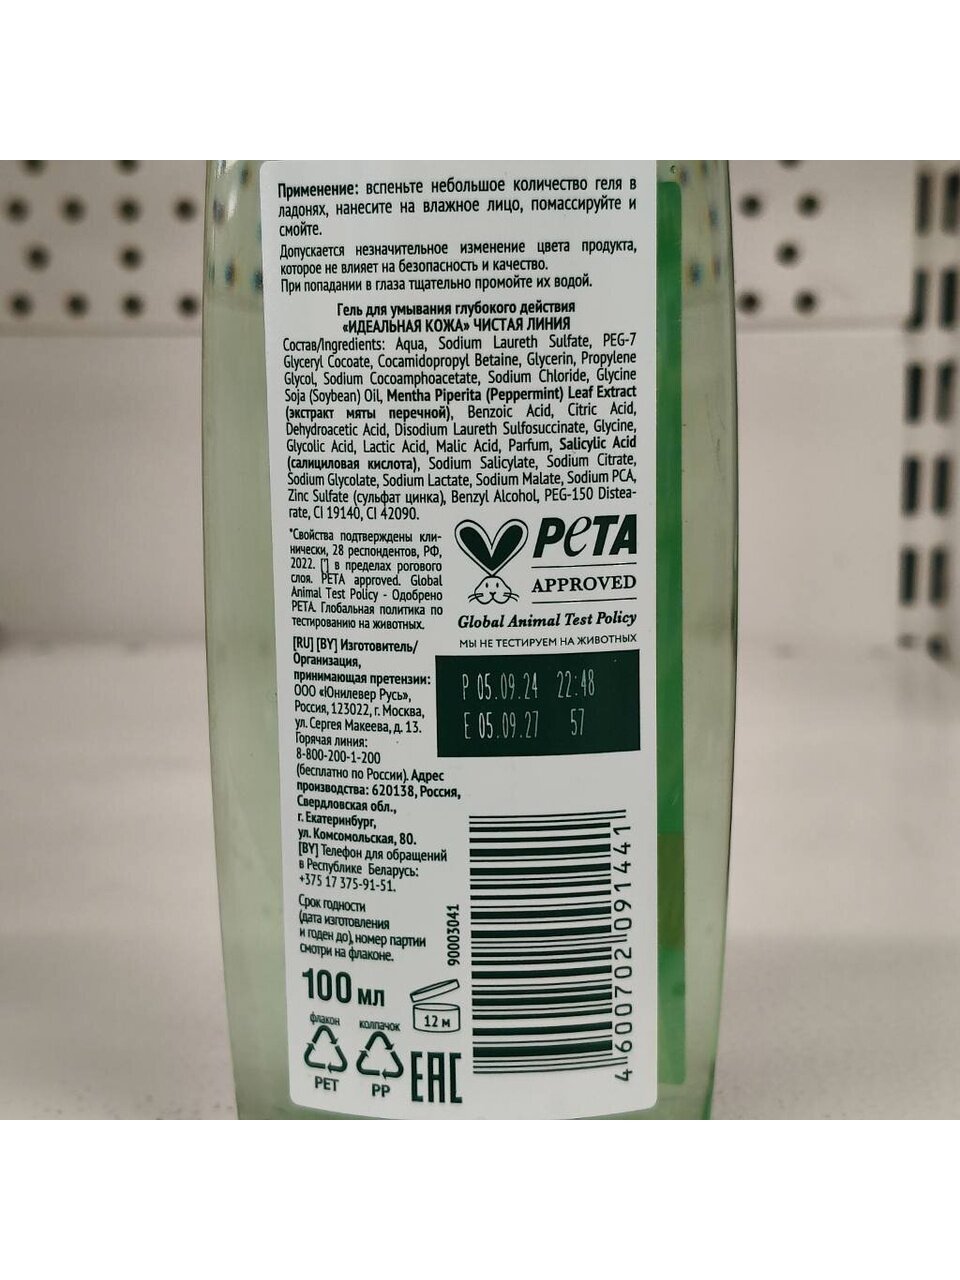 Применение: вспеньте небольшое количество геля в
ладонях, нанесите на влажное лицо, помассируйте и
смойте.
Допускается незначительное изменение цвета продукта,
которое не влияет на безопасность и качество.
При попадании в глаза тщательно промойте их водой.
Гель для умывания глубокого действия
«ИДЕАЛЬНАЯ КОЖА» ЧИСТАЯ ЛИНИЯ
Состав/Ingredients: Aqua, Sodium Laureth Sulfate, PEG-7
Glyceryl Cocoate, Cocamidopropyl Betaine, Glycerin, Propylene
Glycol, Sodium Cocoamphoacetate, Sodium Chloride, Glycine
Soja (Soybean) Oil, Mentha Piperita (Peppermint) Leaf Extract
(экстракт мяты перечной), Benzoic Acid, Citric Acid,
Dehydroacetic Acid, Disodium Laureth Sulfosuccinate, Glycine,
Glycolic Acid, Lactic Acid, Malic Acid, Parfum, Salicylic Acid
(салициловая кислота), Sodium Salicylate, Sodium Citrate,
Sodium Glycolate, Sodium Lactate, Sodium Malate, Sodium PCA,
Zinc Sulfate (сульфат цинка), Benzyl Alcohol, PEG-150 Distea-
rate, CI 19140, CI 42090.
*Свойства подтверждены кли-
нически, 28 респондентов, РФ,
2022. [*] в пределах рогового
слоя. PETA approved. Global
Animal Test Policy - Одобрено
PETA. Глобальная политика по
тестированию на животных.
PETA
APPROVED
Global Animal Test Policy
МЫ НЕ ТЕСТИРУЕМ НА ЖИВОТНЫХ
P 05.09.24 22:48
E 05.09.27 57
[RU] [BY] Изготовитель/
Организация,
принимающая претензии:
ООО «Юнилевер Русь»,
Россия, 123022, г. Москва,
ул. Сергея Макеева, д. 13.
Горячая линия:
8-800-200-1-200
(бесплатно по России). Адрес
производства: 620138, Россия,
Свердловская обл.,
г. Екатеринбург,
ул. Комсомольская, 80.
[BY] Телефон для обращений
в Республике Беларусь:
+375 17 375-91-51.
Срок годности
(дата изготовления
и годен до), номер партии
смотри на флаконе.
90003041
100 мл
12 м
флакон
колпачок
PET
PP
EAC
4 600702 091441